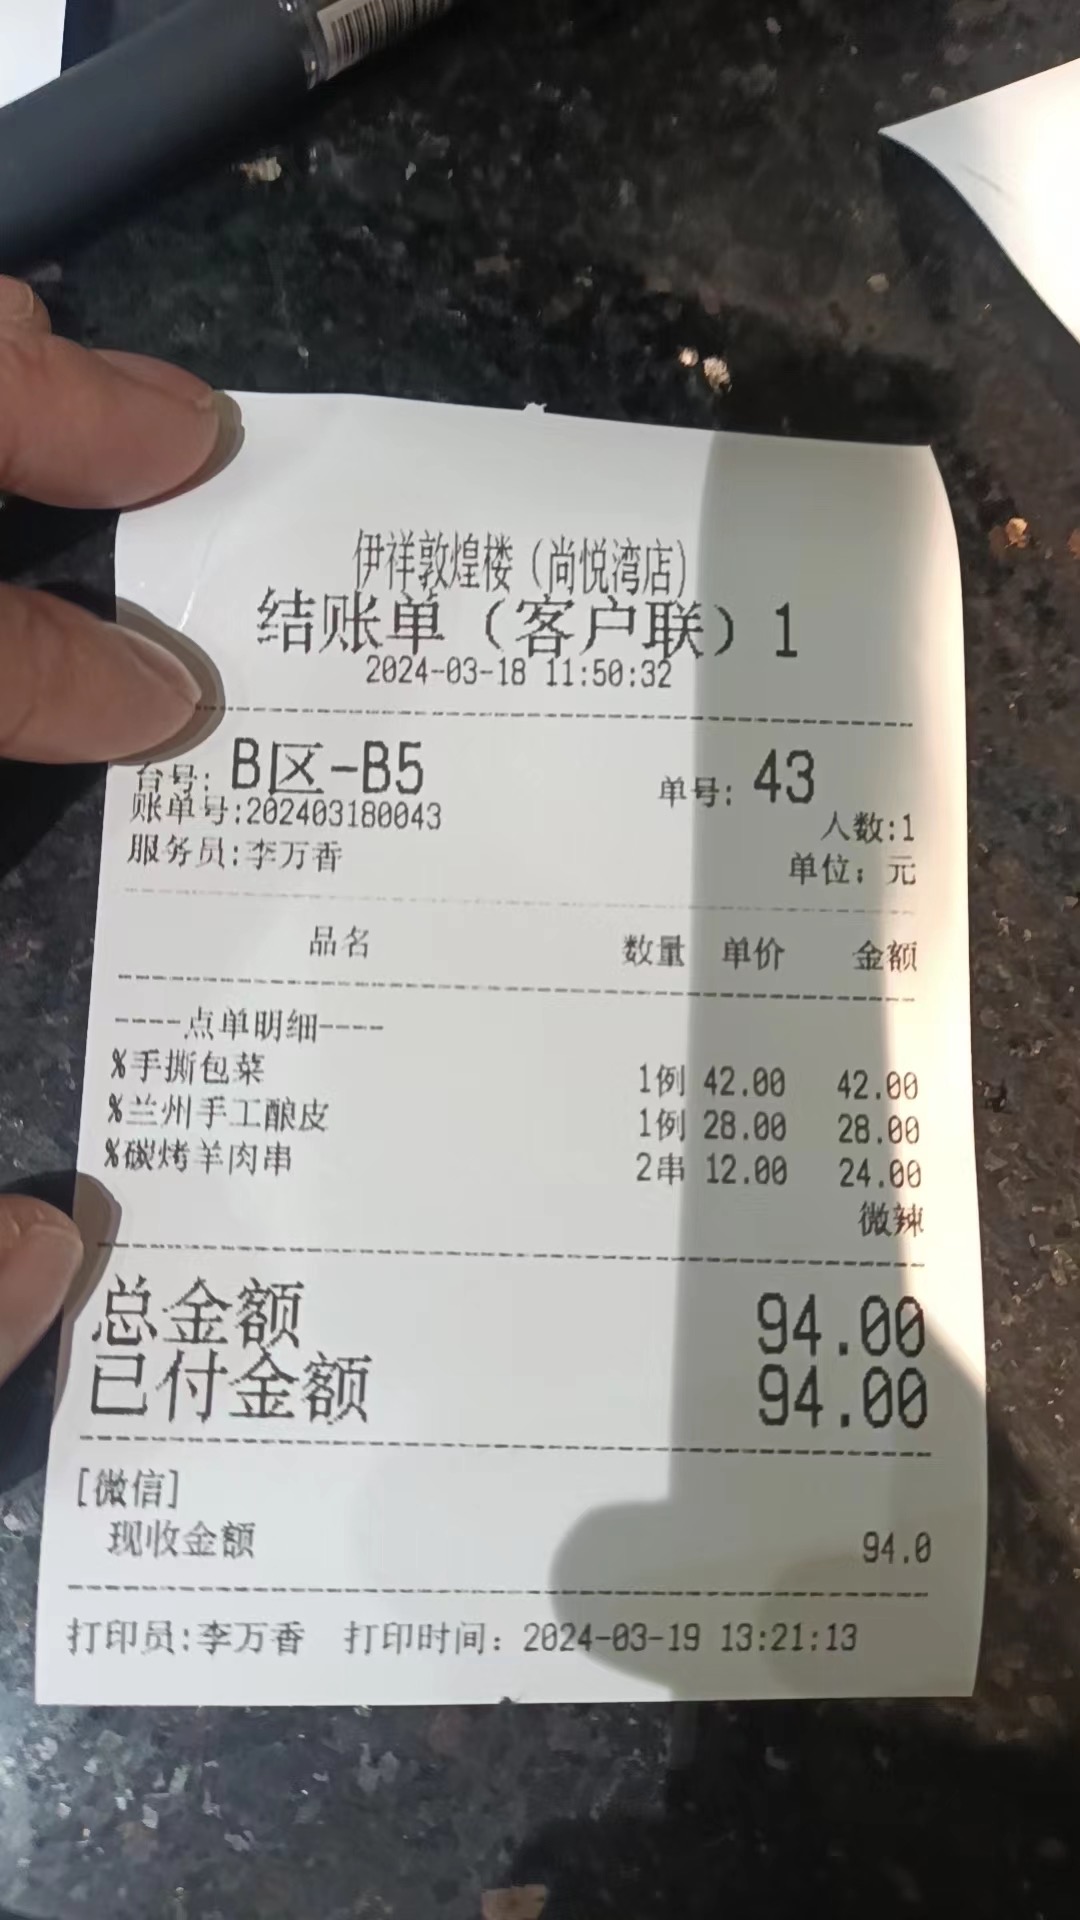 伊祥敦煌楼（尚悦湾店）
结账单（客户联）1
2024-03-18 11:50:32
台号: B区-B5 单号: 43
账单号:202403180043
人数:1
服务员:李万香
单位: 元
品名 数量 单价 金额
----点单明细----
%手撕包菜 1例 42.00 42.00
%兰州手工酿皮 1例 28.00 28.00
%碳烤羊肉串 2串 12.00 24.00
微辣
总金额 94.00
已付金额 94.00
[微信]
现收金额 94.0
打印员:李万香 打印时间: 2024-03-19 13:21:13